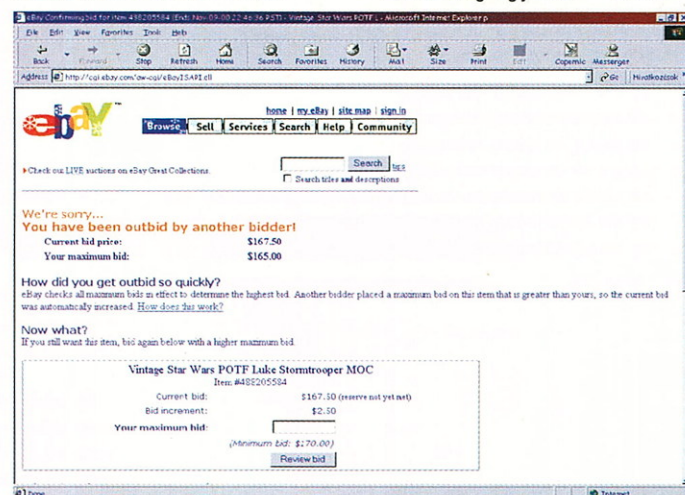 eBay Confirming bid for item 488205584 (Ends Nov-09-00 22:46:36 PST) - Vintage Star Wars POTF L - Microsoft Internet Explorer p
File Edit View Favorites Tools Help
Back Forward Stop Refresh Home Search Favorites History Mail Size Print Edit Copernic Messenger
Address http://cgi.ebay.com/aw-cgi/eBayISAPI.dll Go Hivatkozások
home | my eBay | site map | sign in
ebay™
Browse Sell Services Search Help Community
Check our LIVE auctions on eBay Great Collections. Search tips
Search titles and descriptions
We're sorry...
You have been outbid by another bidder!
Current bid price: $167.50
Your maximum bid: $165.00
How did you get outbid so quickly?
eBay checks all maximum bids in effect to determine the highest bid. Another bidder placed a maximum bid on this item that is greater than yours, so the current bid
was automatically increased. How does this work?
Now what?
If you still want this item, bid again below with a higher maximum bid.
Vintage Star Wars POTF Luke Stormtrooper MOC
Item #488205584
Current bid: $167.50 (reserve not yet met)
Bid increment: $2.50
Your maximum bid:
(Minimum bid: $170.00)
Review bid
Internet